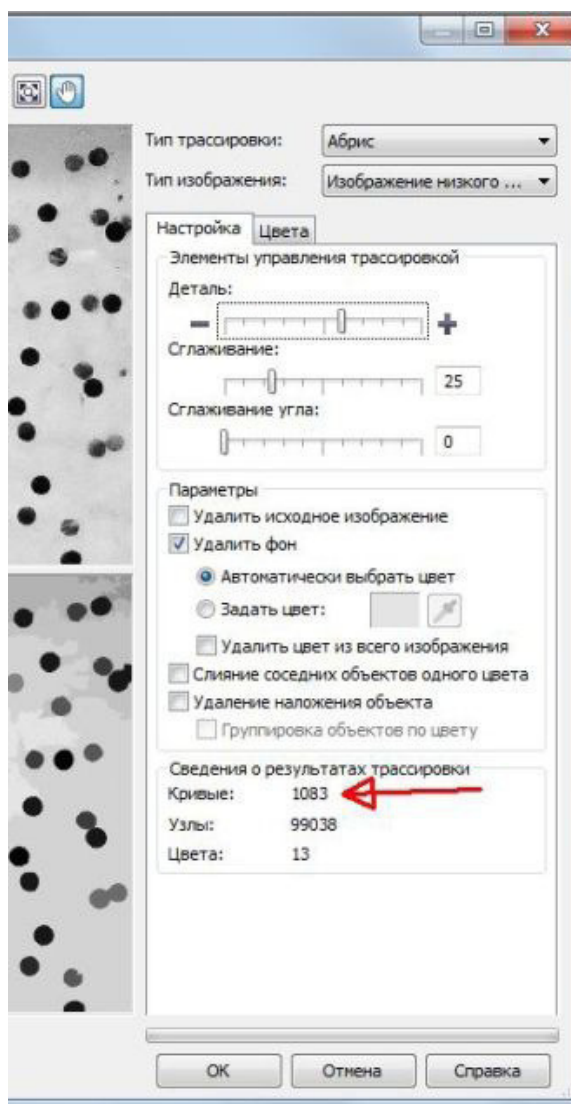 Тип трассировки: Абрис
Тип изображения: Изображение низкого ...
Настройка Цвета
Элементы управления трассировкой
Деталь:
Сглаживание:
25
Сглаживание угла:
0
Параметры
Удалить исходное изображение
Удалить фон
Автоматически выбрать цвет
Задать цвет:
Удалить цвет из всего изображения
Слияние соседних объектов одного цвета
Удаление наложения объекта
Группировка объектов по цвету
Сведения о результатах трассировки
Кривые: 1083
Узлы: 99038
Цвета: 13
OK Отмена Справка